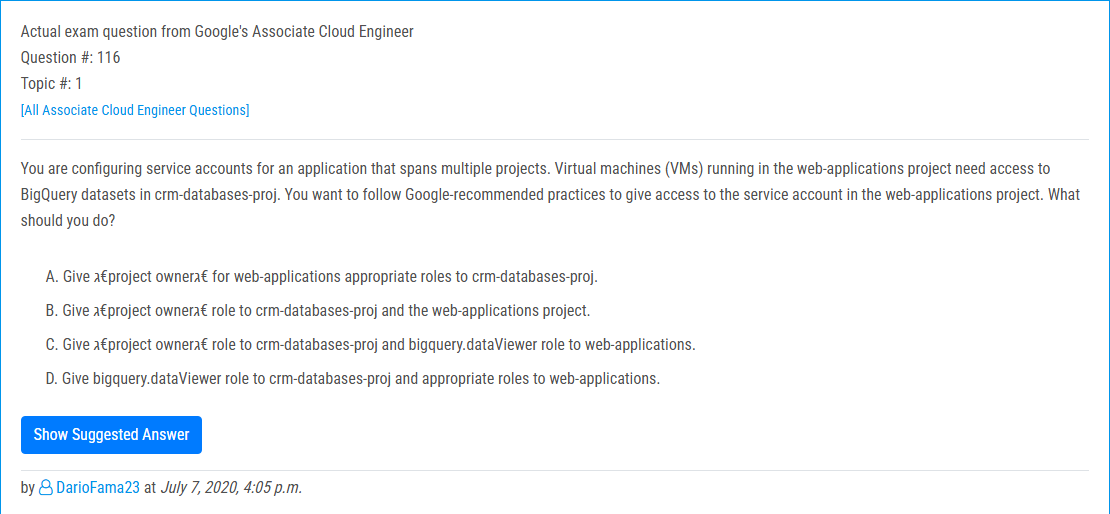 Actual exam question from Google's Associate Cloud Engineer
Question #: 116
Topic #: 1
[All Associate Cloud Engineer Questions]
You are configuring service accounts for an application that spans multiple projects. Virtual machines (VMs) running in the web-applications project need access to
BigQuery datasets in crm-databases-proj. You want to follow Google-recommended practices to give access to the service account in the web-applications project. What
should you do?
A. Give λ€project ownerλ€ for web-applications appropriate roles to crm-databases-proj.
B. Give λ€project ownerλ€ role to crm-databases-proj and the web-applications project.
C. Give λ€project ownerλ€ role to crm-databases-proj and bigquery.dataViewer role to web-applications.
D. Give bigquery.dataViewer role to crm-databases-proj and appropriate roles to web-applications.
Show Suggested Answer
by DarioFama23 at July 7, 2020, 4:05 p.m.